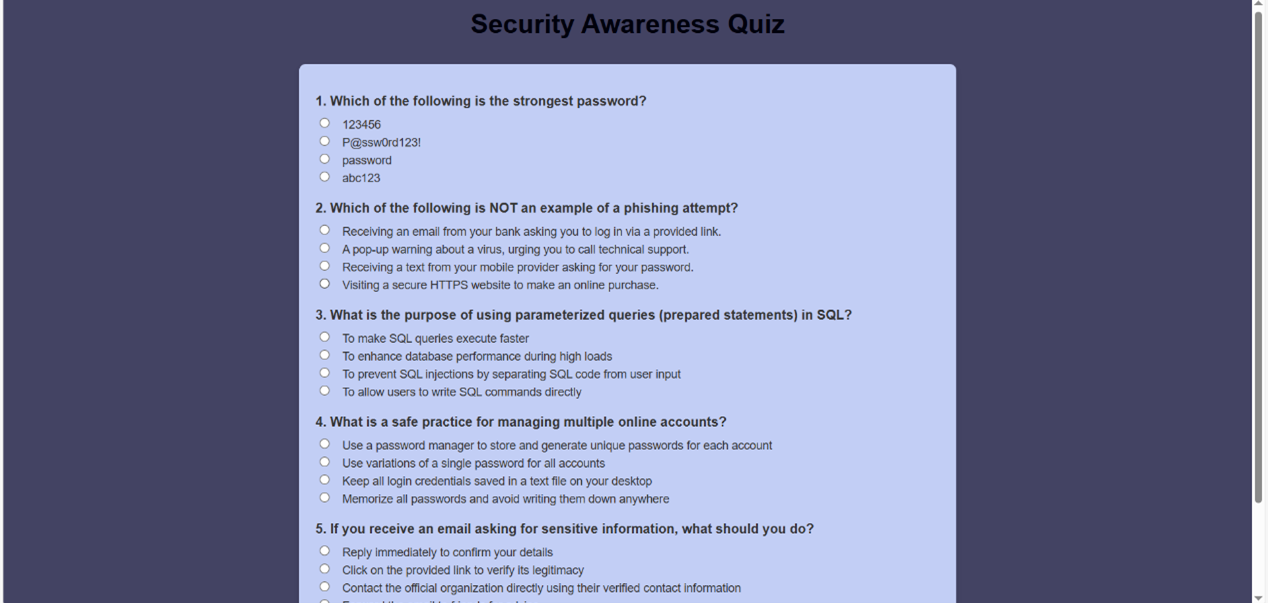 Security Awareness Quiz
1. Which of the following is the strongest password?
123456
P@ssw0rd123!
password
abc123
2. Which of the following is NOT an example of a phishing attempt?
Receiving an email from your bank asking you to log in via a provided link.
A pop-up warning about a virus, urging you to call technical support.
Receiving a text from your mobile provider asking for your password.
Visiting a secure HTTPS website to make an online purchase.
3. What is the purpose of using parameterized queries (prepared statements) in SQL?
To make SQL queries execute faster
To enhance database performance during high loads
To prevent SQL injections by separating SQL code from user input
To allow users to write SQL commands directly
4. What is a safe practice for managing multiple online accounts?
Use a password manager to store and generate unique passwords for each account
Use variations of a single password for all accounts
Keep all login credentials saved in a text file on your desktop
Memorize all passwords and avoid writing them down anywhere
5. If you receive an email asking for sensitive information, what should you do?
Reply immediately to confirm your details
Click on the provided link to verify its legitimacy
Contact the official organization directly using their verified contact information